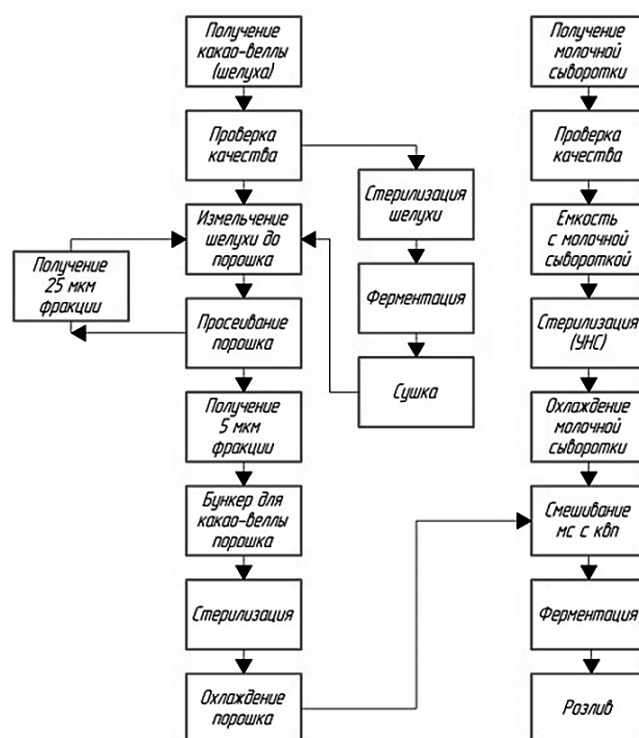 Получение
какао-веллы
(шелуха)
Проверка
качества
Измельчение
шелухи до
порошка
Просеивание
порошка
Получение
5 мкм
фракции
Бункер для
какао-веллы
порошка
Стерилизация
Охлаждение
порошка
Получение
25 мкм
фракции
Стерилизация
шелухи
Ферментация
Сушка
Получение
молочной
сыворотки
Проверка
качества
Емкость
с молочной
сывороткой
Стерилизация
(УНС)
Охлаждение
молочной
сыворотки
Смешивание
мс с квп
Ферментация
Розлив